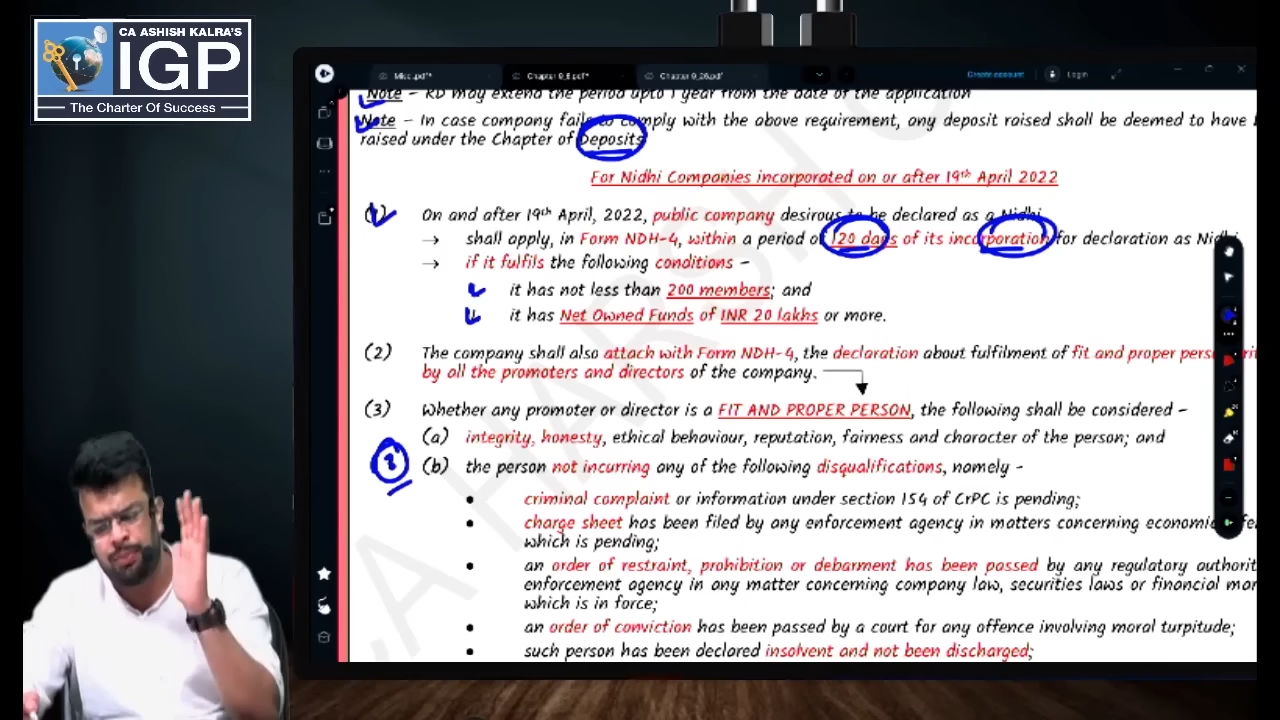 CA ASHISH KALRA'S
IGP
The Charter Of Success
Misc.pdf*
Chapter 9_8.pdf*
Chapter 9_26.pdf
Create account
Login
Note – RD may extend the period upto 1 year from the date of the application
Note – In case company fails to comply with the above requirement, any deposit raised shall be deemed to have
raised under the Chapter of Deposits
For Nidhi Companies incorporated on or after 19th April 2022
(1) On and after 19th April, 2022, public company desirous to be declared as a Nidhi
→ shall apply, in Form NDH-4, within a period of 120 days of its incorporation for declaration as Nidhi
→ if it fulfils the following conditions –
it has not less than 200 members; and
it has Net Owned Funds of INR 20 lakhs or more.
(2) The company shall also attach with Form NDH-4, the declaration about fulfilment of fit and proper
by all the promoters and directors of the company.
(3) Whether any promoter or director is a FIT AND PROPER PERSON, the following shall be considered –
(a) integrity, honesty, ethical behaviour, reputation, fairness and character of the person; and
(b) the person not incurring any of the following disqualifications, namely –
• criminal complaint or information under section 154 of CrPC is pending;
• charge sheet has been filed by any enforcement agency in matters concerning economic
which is pending;
• an order of restraint, prohibition or debarment has been passed by any regulatory
enforcement agency in any matter concerning company law, securities laws or financial
which is in force;
• an order of conviction has been passed by a court for any offence involving moral turpitude;
• such person has been declared insolvent and not been discharged;